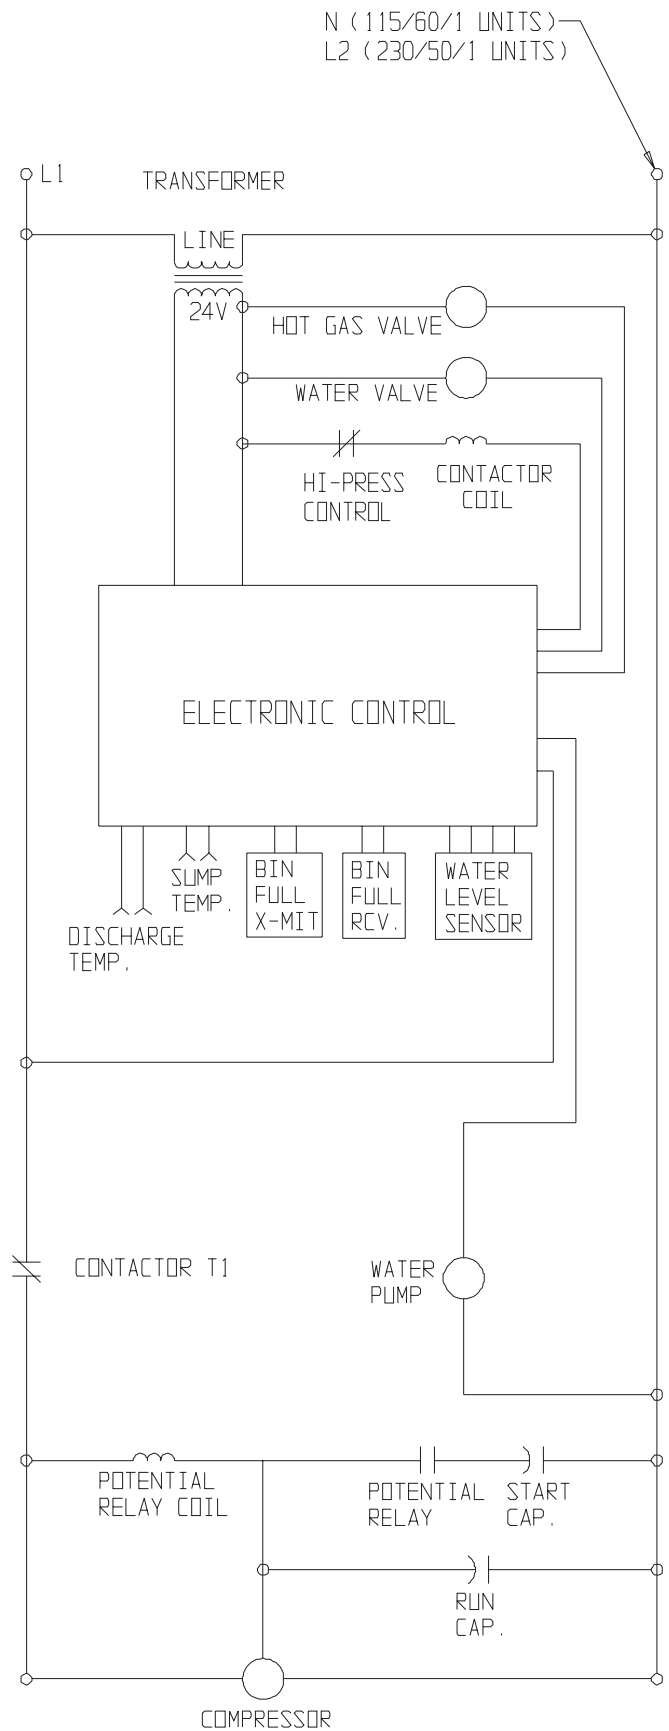 N (115/60/1 UNITS)
L2 (230/50/1 UNITS)
L1
TRANSFORMER
LINE
24V
HOT GAS VALVE
WATER VALVE
HI-PRESS
CONTROL
CONTACTOR
COIL
ELECTRONIC CONTROL
DISCHARGE
TEMP.
SUMP
TEMP.
BIN
FULL
X-MIT
BIN
FULL
RCV.
WATER
LEVEL
SENSOR
CONTACTOR T1
WATER
PUMP
POTENTIAL
RELAY COIL
POTENTIAL
RELAY
START
CAP.
RUN
CAP.
COMPRESSOR